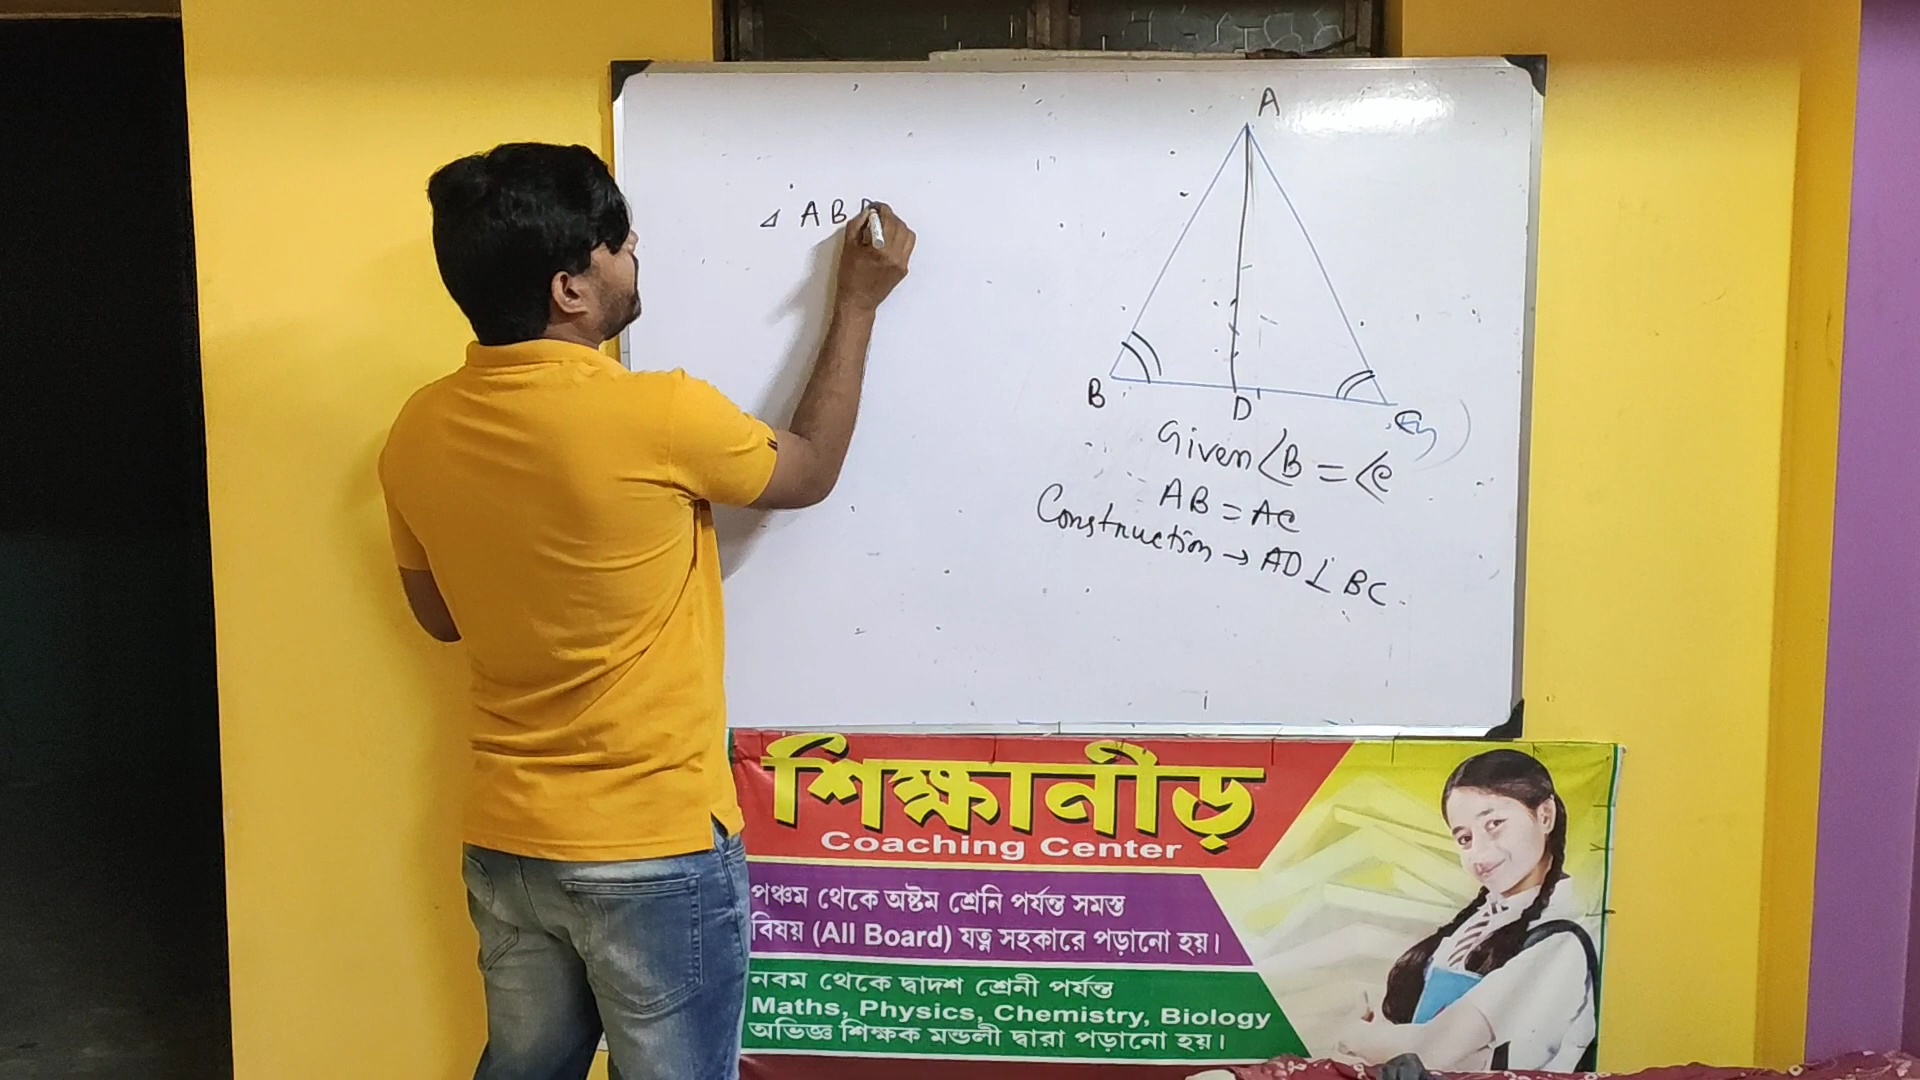 A
⊿ A B D
B
D
C
Given ∠B = ∠C
AB = AC
Construction → AD ⊥ BC
শিক্ষানীড়
Coaching Center
পঞ্চম থেকে অষ্টম শ্রেনি পর্যন্ত সমস্ত
বিষয় (All Board) যত্ন সহকারে পড়ানো হয়।
নবম থেকে দ্বাদশ শ্রেনী পর্যন্ত
Maths, Physics, Chemistry, Biology
অভিজ্ঞ শিক্ষক মন্ডলী দ্বারা পড়ানো হয়।